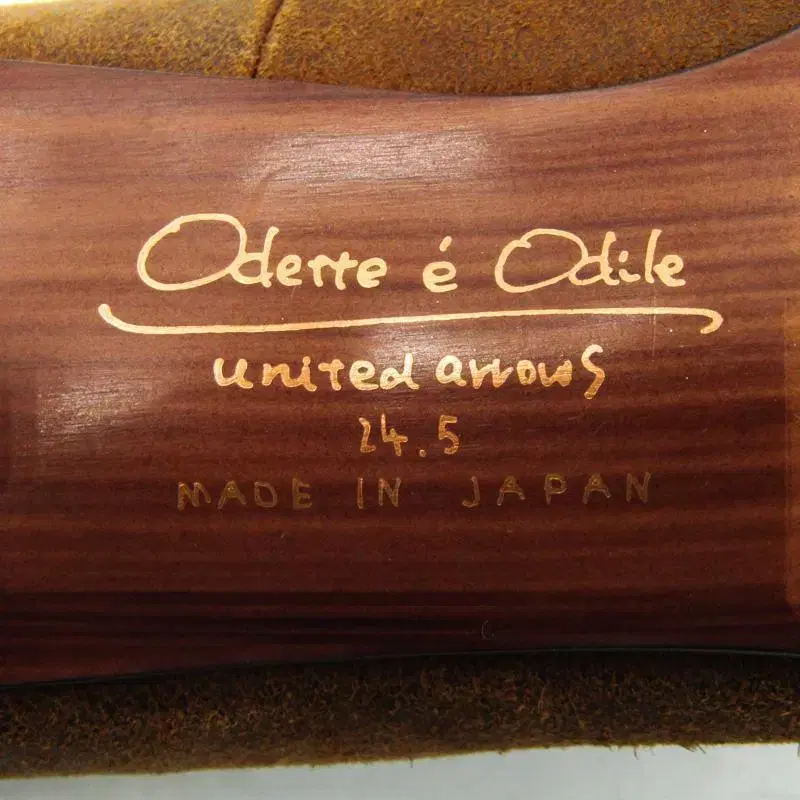 Odette é Odile
united arrows
24.5
MADE IN JAPAN